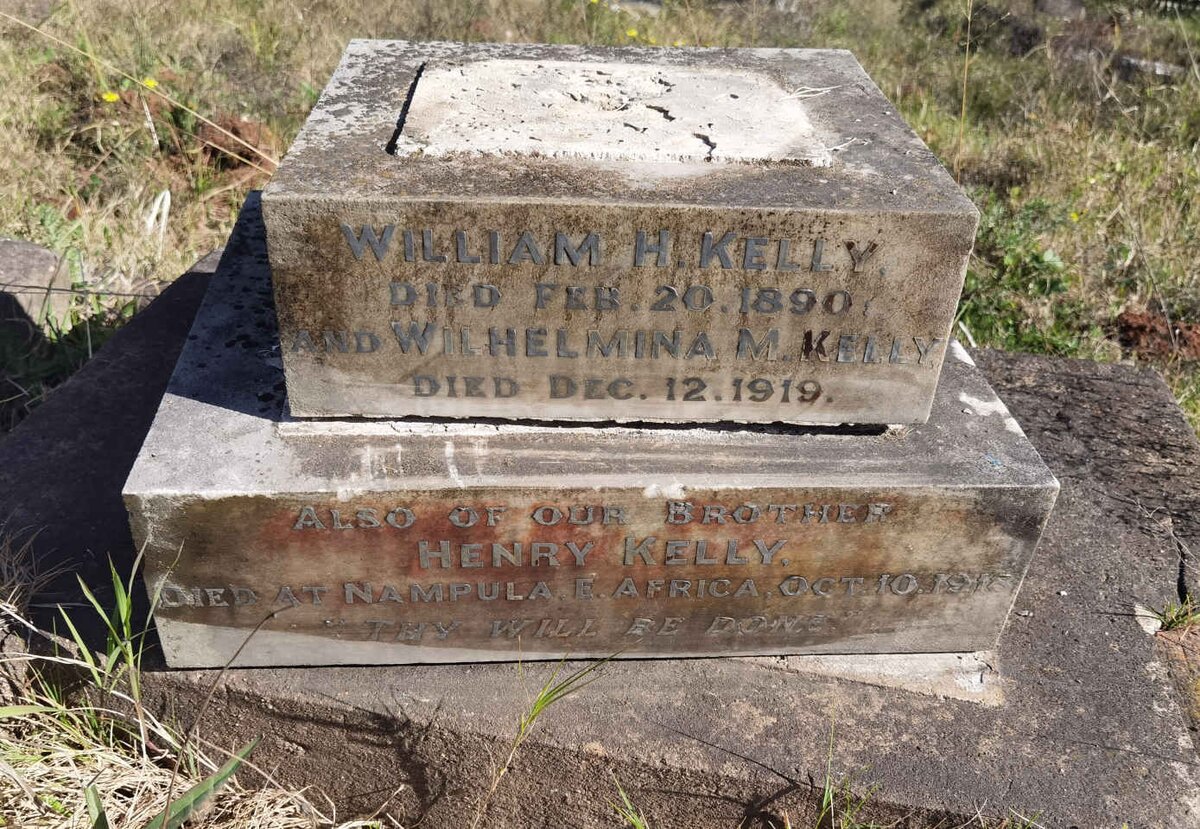 WILLIAM H. KELLY.
DIED FEB. 20. 1890.
AND WILHELMINA M. KELLY
DIED DEC. 12. 1919.
ALSO OF OUR BROTHER
HENRY KELLY,
DIED AT NAMPULA. E. AFRICA, OCT. 10.
"THY WILL BE DONE"